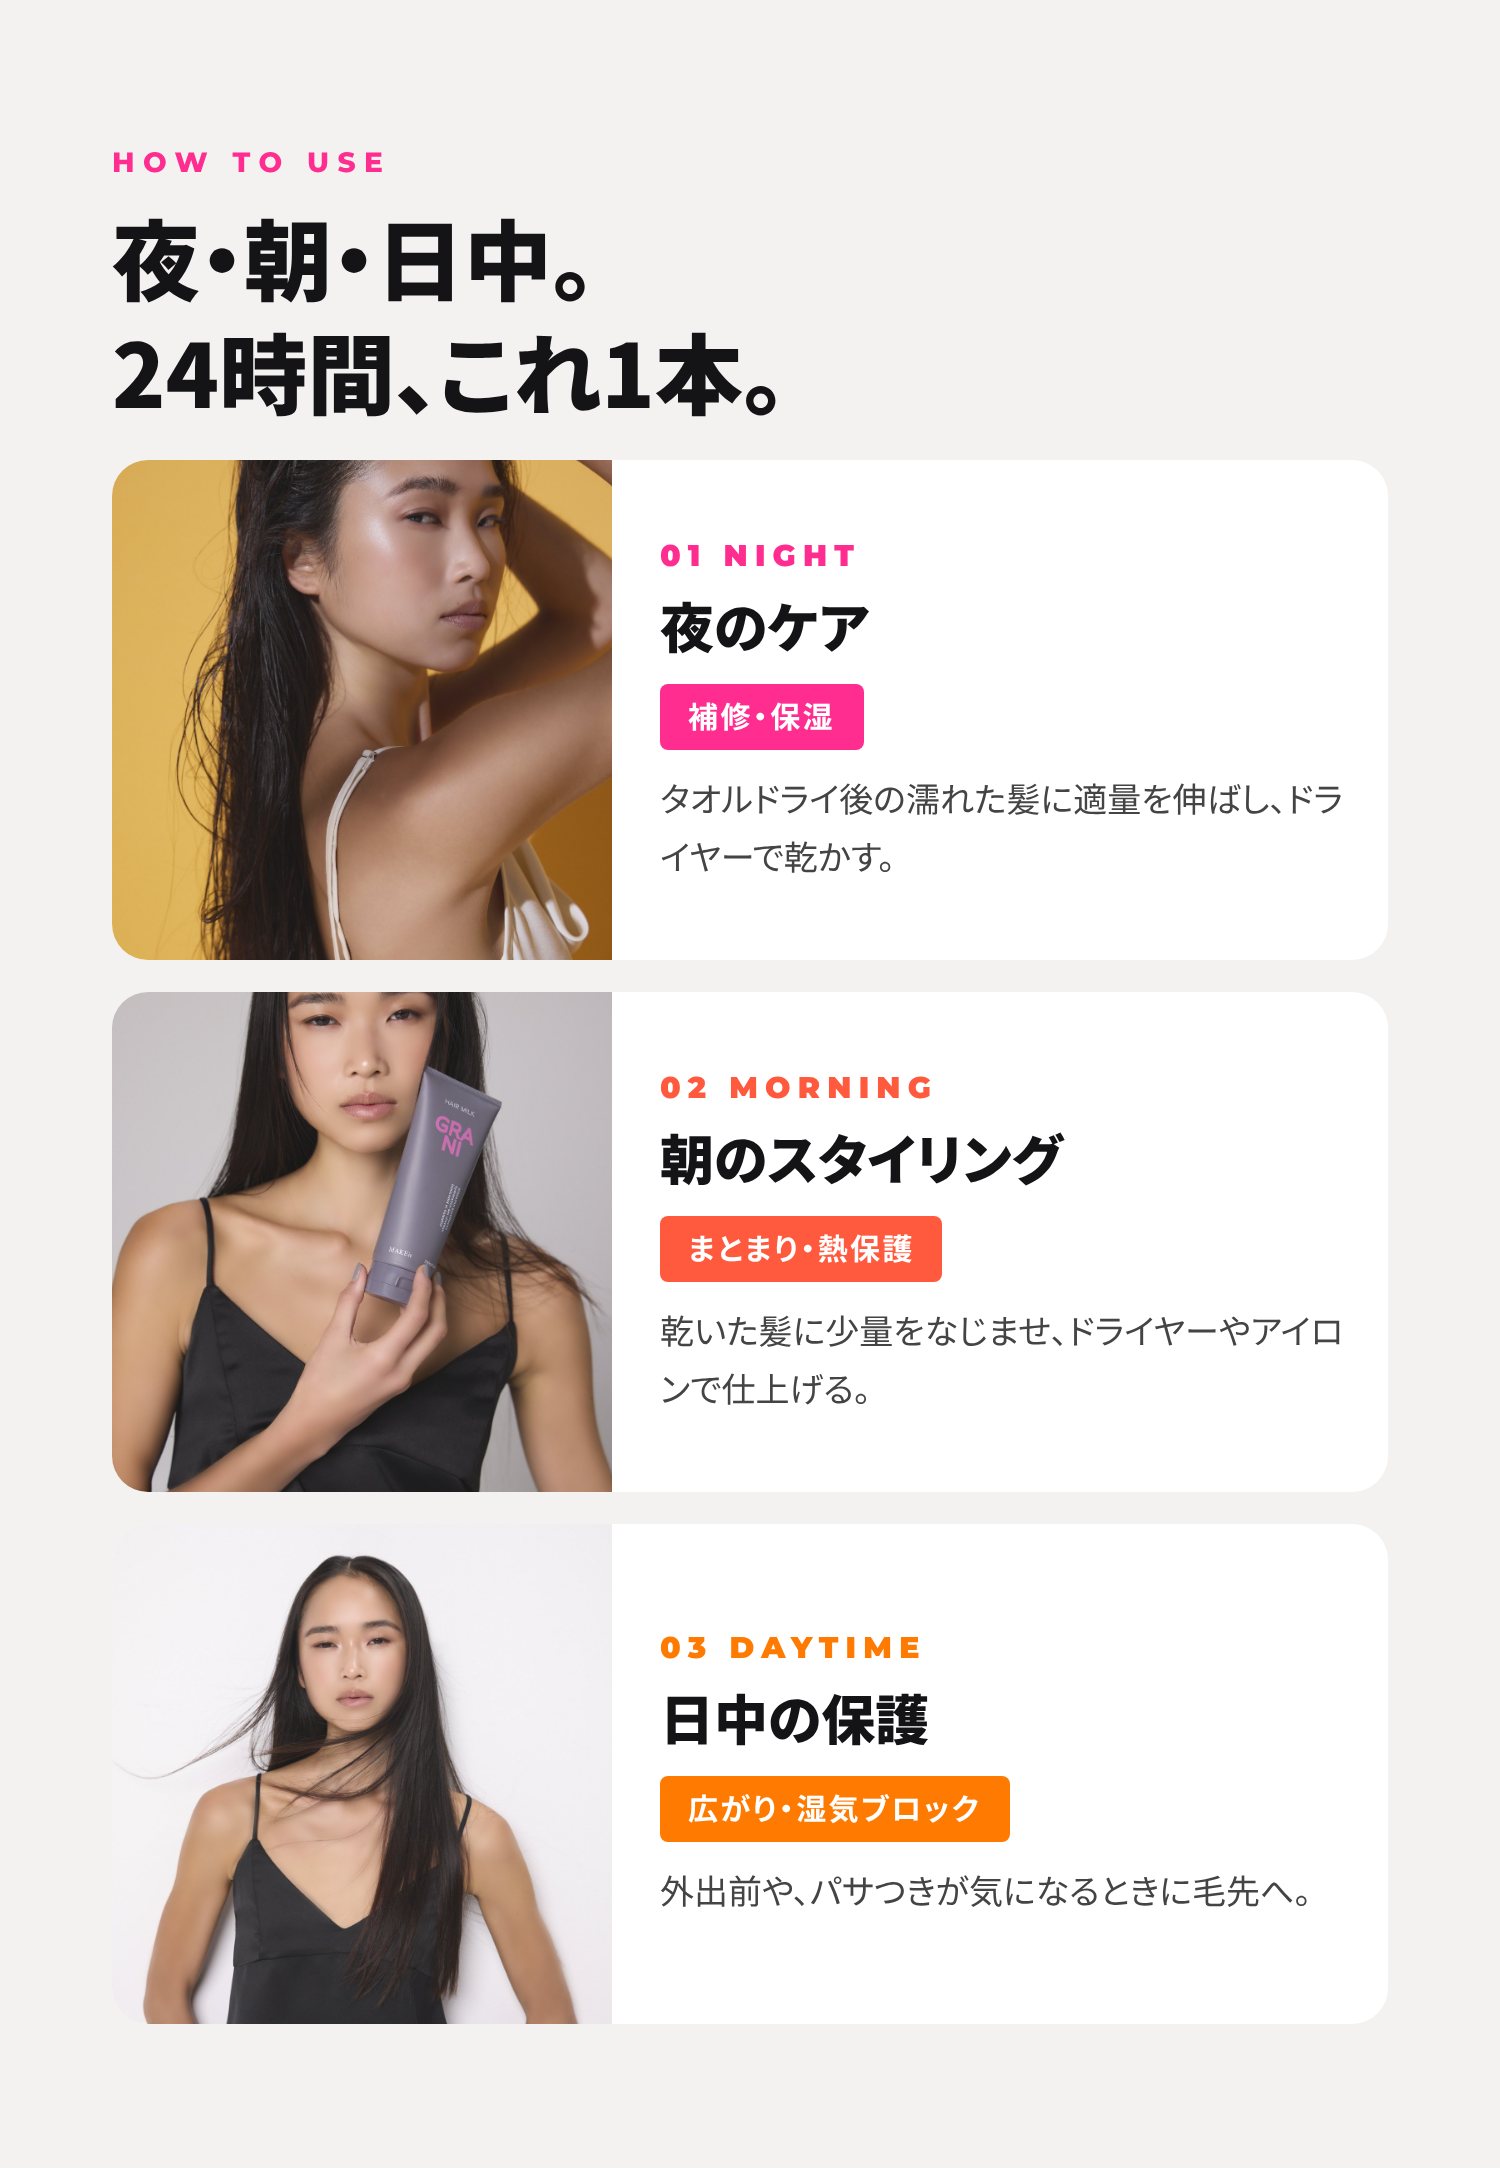 HOW TO USE
夜・朝・日中。
24時間、これ1本。
01 NIGHT
夜のケア
補修・保湿
タオルドライ後の濡れた髪に適量を伸ばし、ドラ
イヤーで乾かす。
HAIR MILK
GRA
NI
02 MORNING
朝のスタイリング
まとまり・熱保護
乾いた髪に少量をなじませ、ドライヤーやアイロ
ンで仕上げる。
03 DAYTIME
日中の保護
広がり・湿気ブロック
外出前や、パサつきが気になるときに毛先へ。